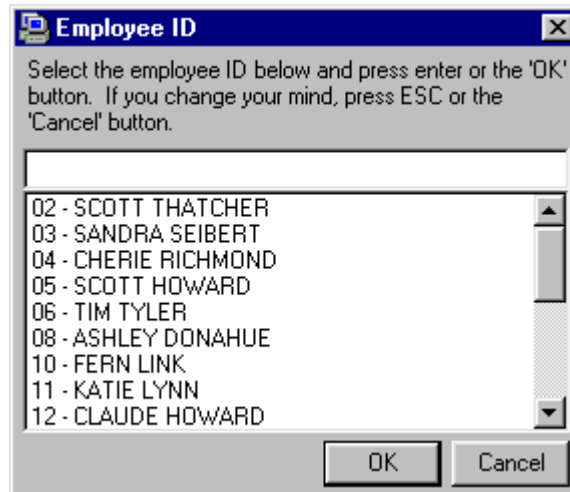 Employee ID
Select the employee ID below and press enter or the 'OK'
button. If you change your mind, press ESC or the
'Cancel' button.
02 - SCOTT THATCHER
03 - SANDRA SEIBERT
04 - CHERIE RICHMOND
05 - SCOTT HOWARD
06 - TIM TYLER
08 - ASHLEY DONAHUE
10 - FERN LINK
11 - KATIE LYNN
12 - CLAUDE HOWARD
OK Cancel